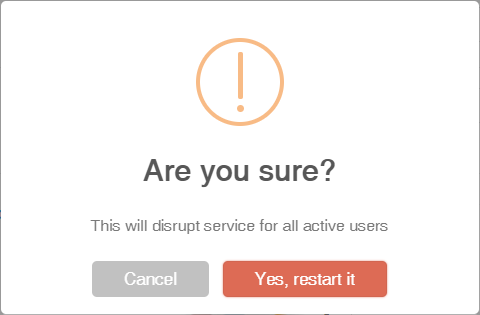 Are you sure?
This will disrupt service for all active users
Cancel
Yes, restart it